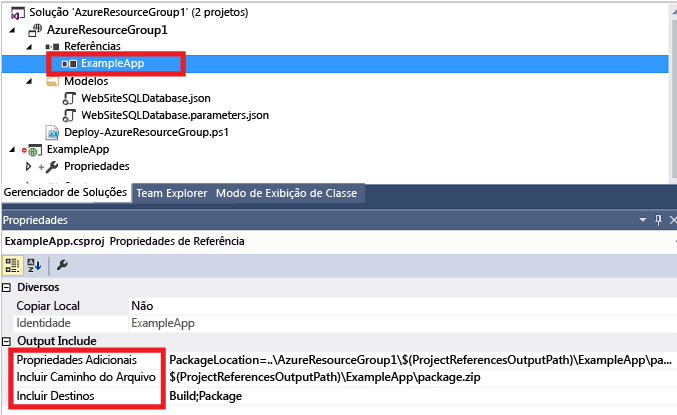 Solução 'AzureResourceGroup1' (2 projetos)
AzureResourceGroup1
Referências
ExampleApp
Modelos
WebSiteSQLDatabase.json
WebSiteSQLDatabase.parameters.json
Deploy-AzureResourceGroup.ps1
ExampleApp
Propriedades
Gerenciador de Soluções Team Explorer Modo de Exibição de Classe
Propriedades
ExampleApp.csproj Propriedades de Referência
Diversos
Copiar Local Não
Identidade ExampleApp
Output Include
Propriedades Adicionais PackageLocation=..\AzureResourceGroup1\$(ProjectReferencesOutputPath)\ExampleApp\pa...
Incluir Caminho do Arquivo $(ProjectReferencesOutputPath)\ExampleApp\package.zip
Incluir Destinos Build;Package